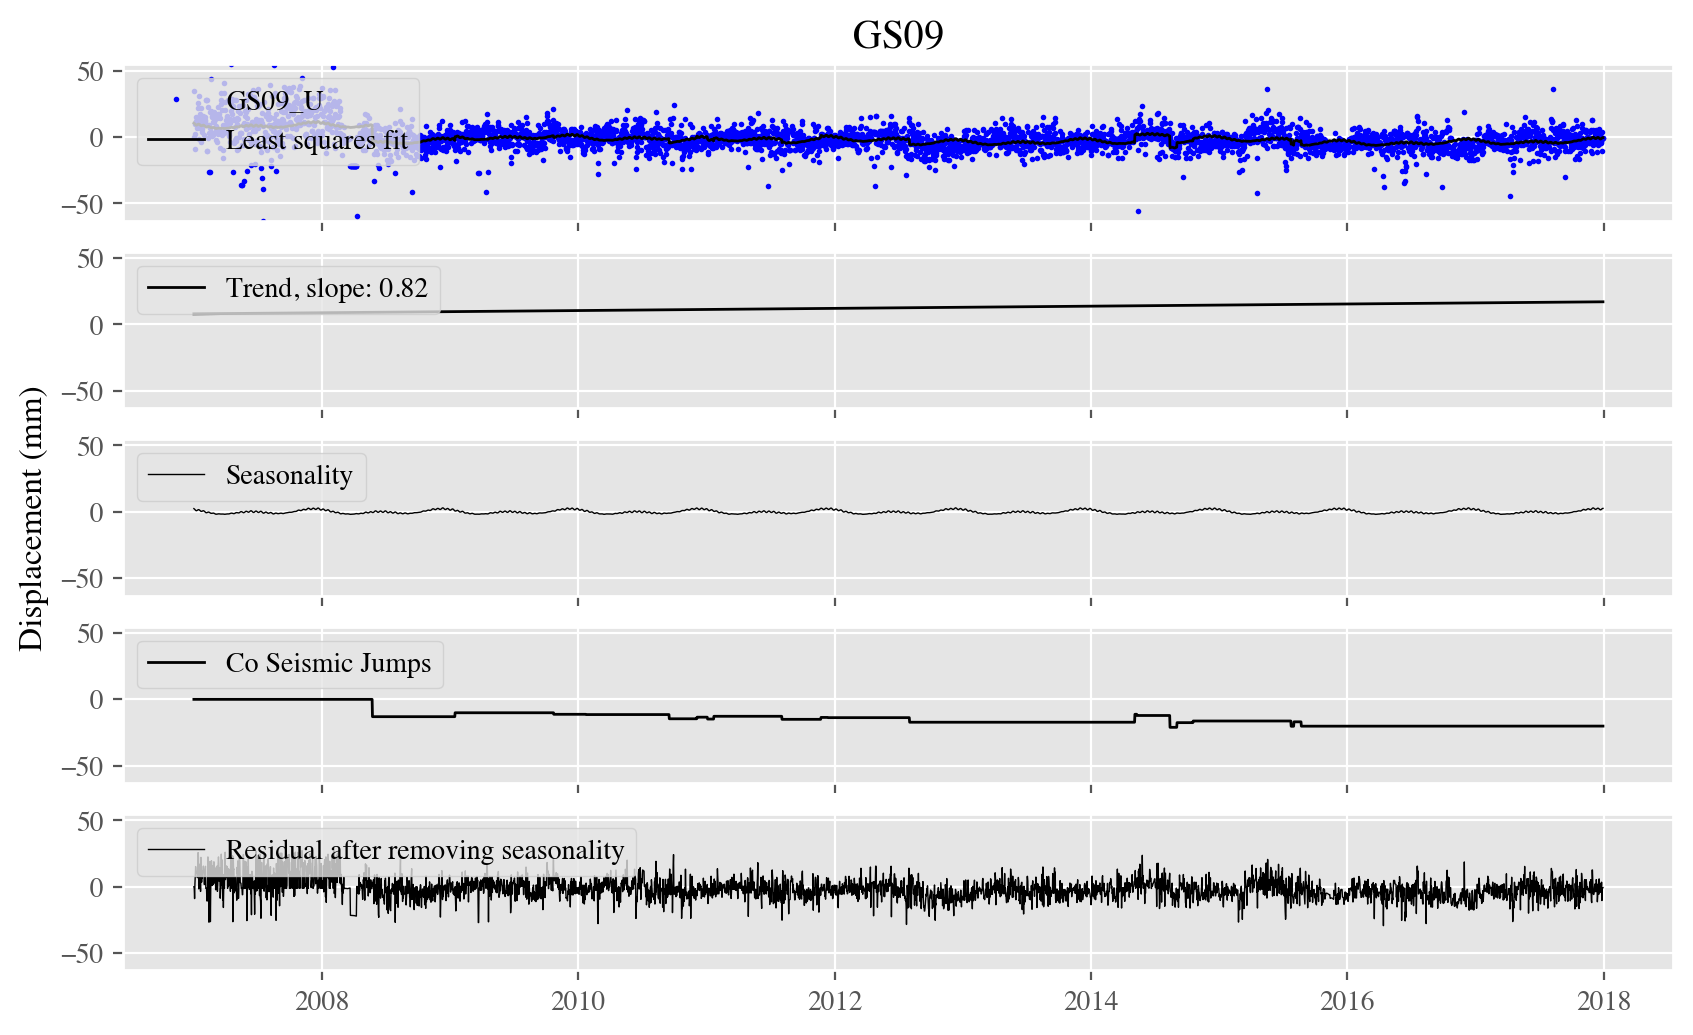 GS09
50
0
−50
GS09_U
Least squares fit
50
0
−50
Trend, slope: 0.82
50
0
−50
Seasonality
50
0
−50
Co Seismic Jumps
50
0
−50
Residual after removing seasonality
2008 2010 2012 2014 2016 2018
Displacement (mm)